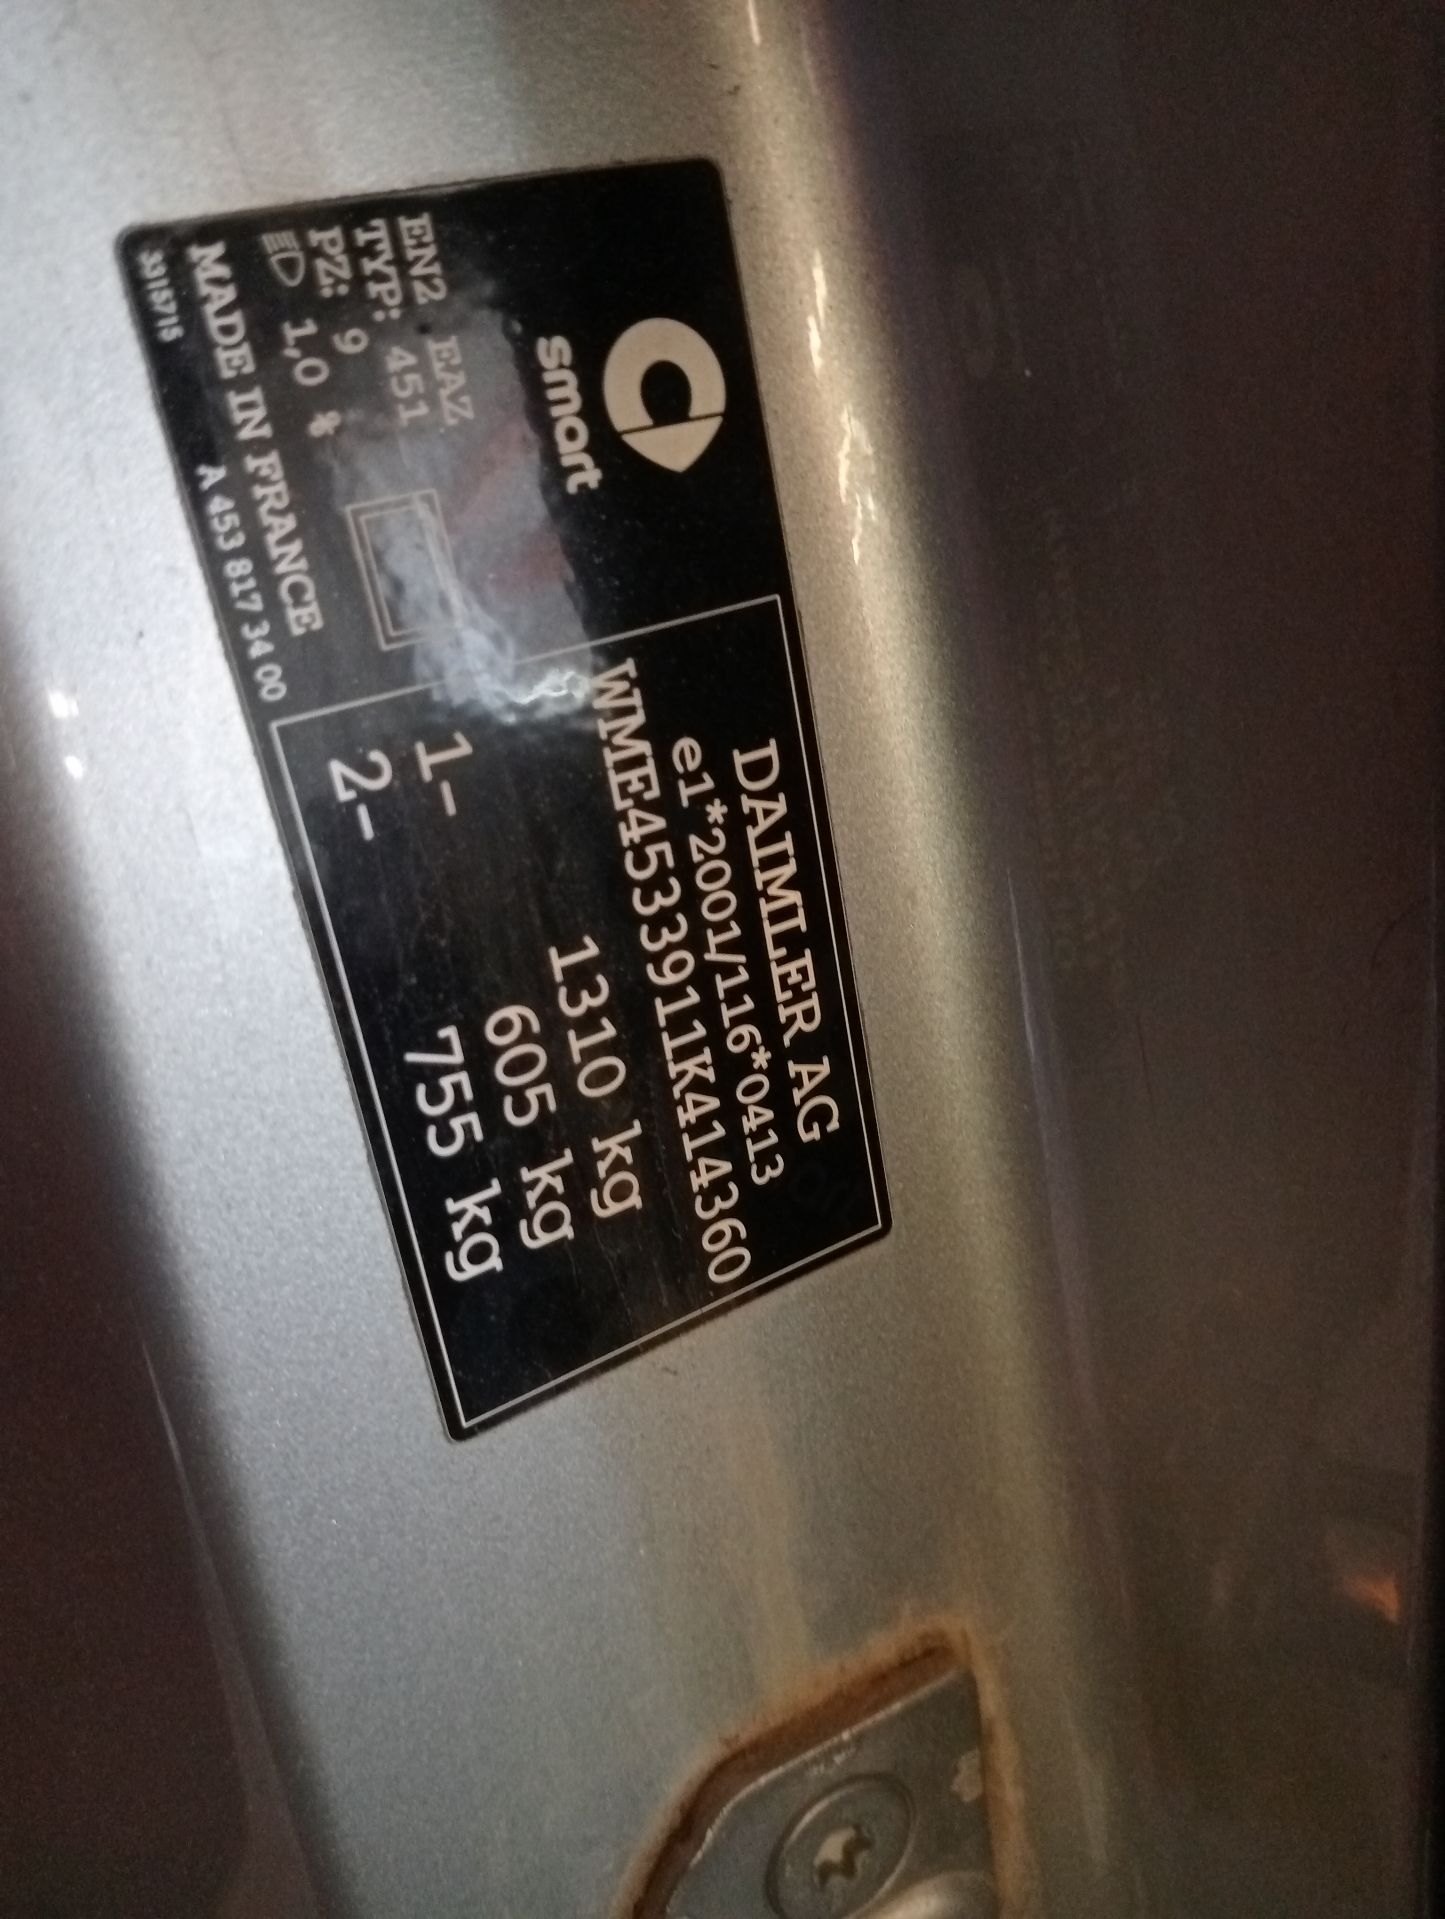 smart
EN2 EAZ
TYP: 451
PZ: 9
1,0 %
MADE IN FRANCE
A 453 817 34 00
DAIMLER AG
e1*2001/116*0413
WME4533911K414360
1310 kg
1- 605 kg
2- 755 kg